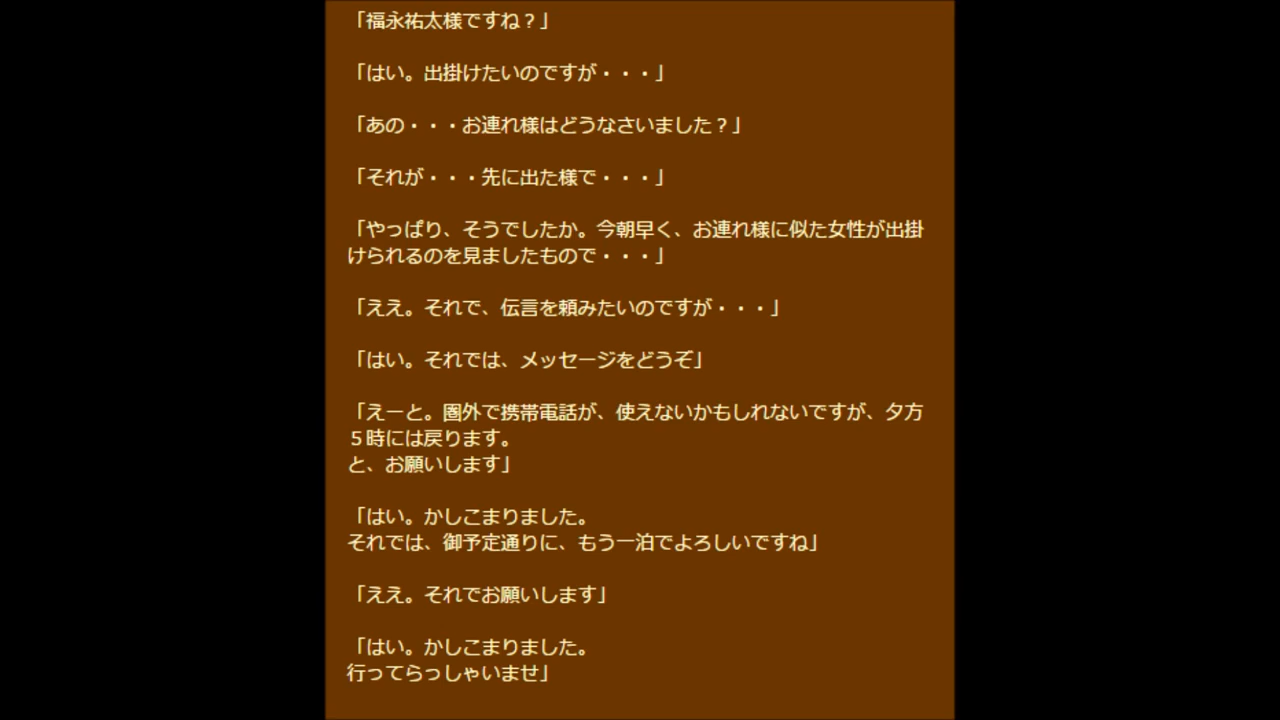 「福永祐太様ですね？」
「はい。出掛けたいのですが・・・」
「あの・・・お連れ様はどうなさいました？」
「それが・・・先に出た様で・・・」
「やっぱり、そうでしたか。今朝早く、お連れ様に似た女性が出掛
けられるのを見ましたもので・・・」
「ええ。それで、伝言を頼みたいのですが・・・」
「はい。それでは、メッセージをどうぞ」
「えーと。圏外で携帯電話が、使えないかもしれないですが、夕方
５時には戻ります。
と、お願いします」
「はい。かしこまりました。
それでは、御予定通りに、もう一泊でよろしいですね」
「ええ。それでお願いします」
「はい。かしこまりました。
行ってらっしゃいませ」